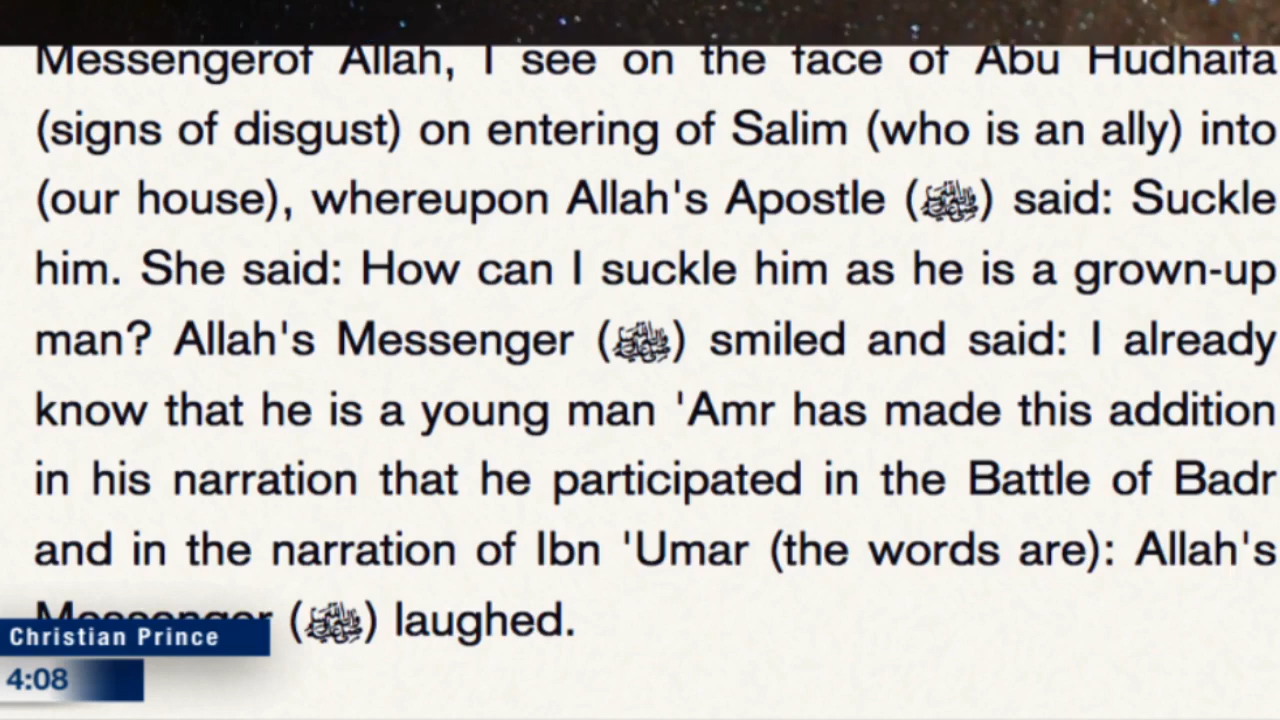 Messengerof Allah, I see on the face of Abu Hudhaifa
(signs of disgust) on entering of Salim (who is an ally) into
(our house), whereupon Allah's Apostle (ﷺ) said: Suckle
him. She said: How can I suckle him as he is a grown-up
man? Allah's Messenger (ﷺ) smiled and said: I already
know that he is a young man 'Amr has made this addition
in his narration that he participated in the Battle of Badr
and in the narration of Ibn 'Umar (the words are): Allah's
Messenger (ﷺ) laughed.
Christian Prince
4:08